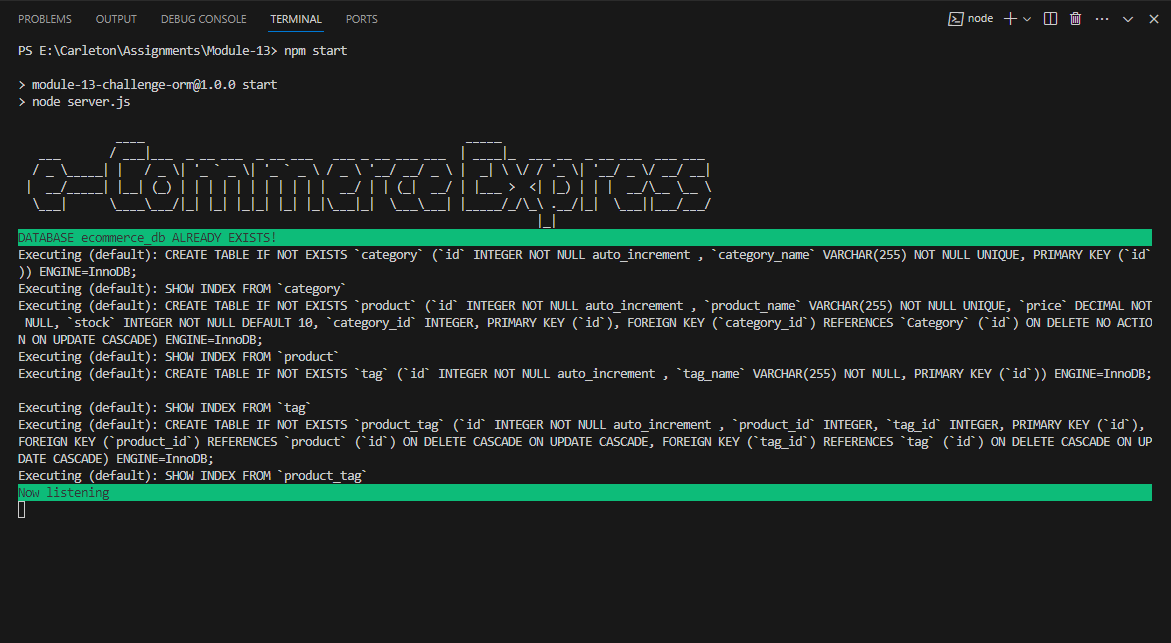 PROBLEMS OUTPUT DEBUG CONSOLE TERMINAL PORTS node
PS E:\Carleton\Assignments\Module-13> npm start
> module-13-challenge-orm@1.0.0 start
> node server.js
e-Commerce Express
DATABASE ecommerce_db ALREADY EXISTS!
Executing (default): CREATE TABLE IF NOT EXISTS `category` (`id` INTEGER NOT NULL auto_increment , `category_name` VARCHAR(255) NOT NULL UNIQUE, PRIMARY KEY (`id`
)) ENGINE=InnoDB;
Executing (default): SHOW INDEX FROM `category`
Executing (default): CREATE TABLE IF NOT EXISTS `product` (`id` INTEGER NOT NULL auto_increment , `product_name` VARCHAR(255) NOT NULL UNIQUE, `price` DECIMAL NOT
 NULL, `stock` INTEGER NOT NULL DEFAULT 10, `category_id` INTEGER, PRIMARY KEY (`id`), FOREIGN KEY (`category_id`) REFERENCES `Category` (`id`) ON DELETE NO ACTIO
N ON UPDATE CASCADE) ENGINE=InnoDB;
Executing (default): SHOW INDEX FROM `product`
Executing (default): CREATE TABLE IF NOT EXISTS `tag` (`id` INTEGER NOT NULL auto_increment , `tag_name` VARCHAR(255) NOT NULL, PRIMARY KEY (`id`)) ENGINE=InnoDB;
Executing (default): SHOW INDEX FROM `tag`
Executing (default): CREATE TABLE IF NOT EXISTS `product_tag` (`id` INTEGER NOT NULL auto_increment , `product_id` INTEGER, `tag_id` INTEGER, PRIMARY KEY (`id`),
FOREIGN KEY (`product_id`) REFERENCES `product` (`id`) ON DELETE CASCADE ON UPDATE CASCADE, FOREIGN KEY (`tag_id`) REFERENCES `tag` (`id`) ON DELETE CASCADE ON UP
DATE CASCADE) ENGINE=InnoDB;
Executing (default): SHOW INDEX FROM `product_tag`
Now listening